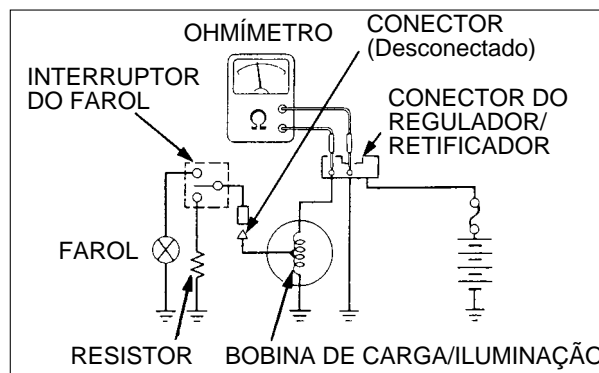 OHMÍMETRO
CONECTOR
(Desconectado)
INTERRUPTOR
DO FAROL
CONECTOR DO
REGULADOR/
RETIFICADOR
Ω
FAROL
RESISTOR
BOBINA DE CARGA/ILUMINAÇÃO